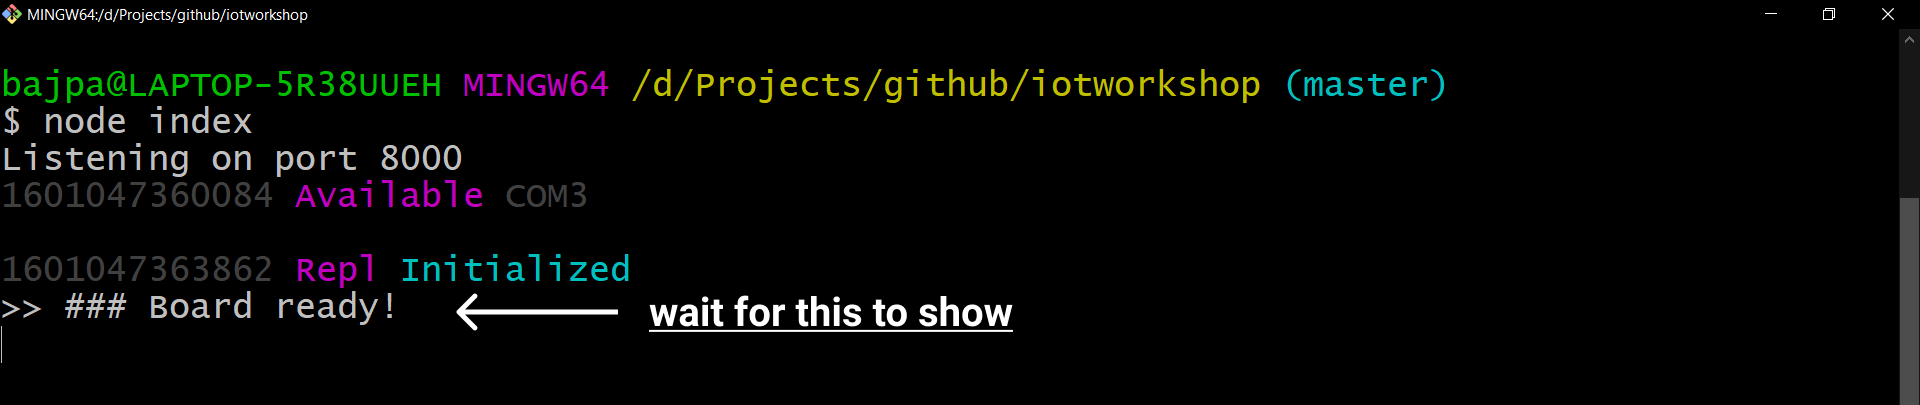 MINGW64:/d/Projects/github/iotworkshop
bajpa@LAPTOP-5R38UUEH MINGW64 /d/Projects/github/iotworkshop (master)
$ node index
Listening on port 8000
1601047360084 Available COM3
1601047363862 Repl Initialized
>> ### Board ready!
wait for this to show